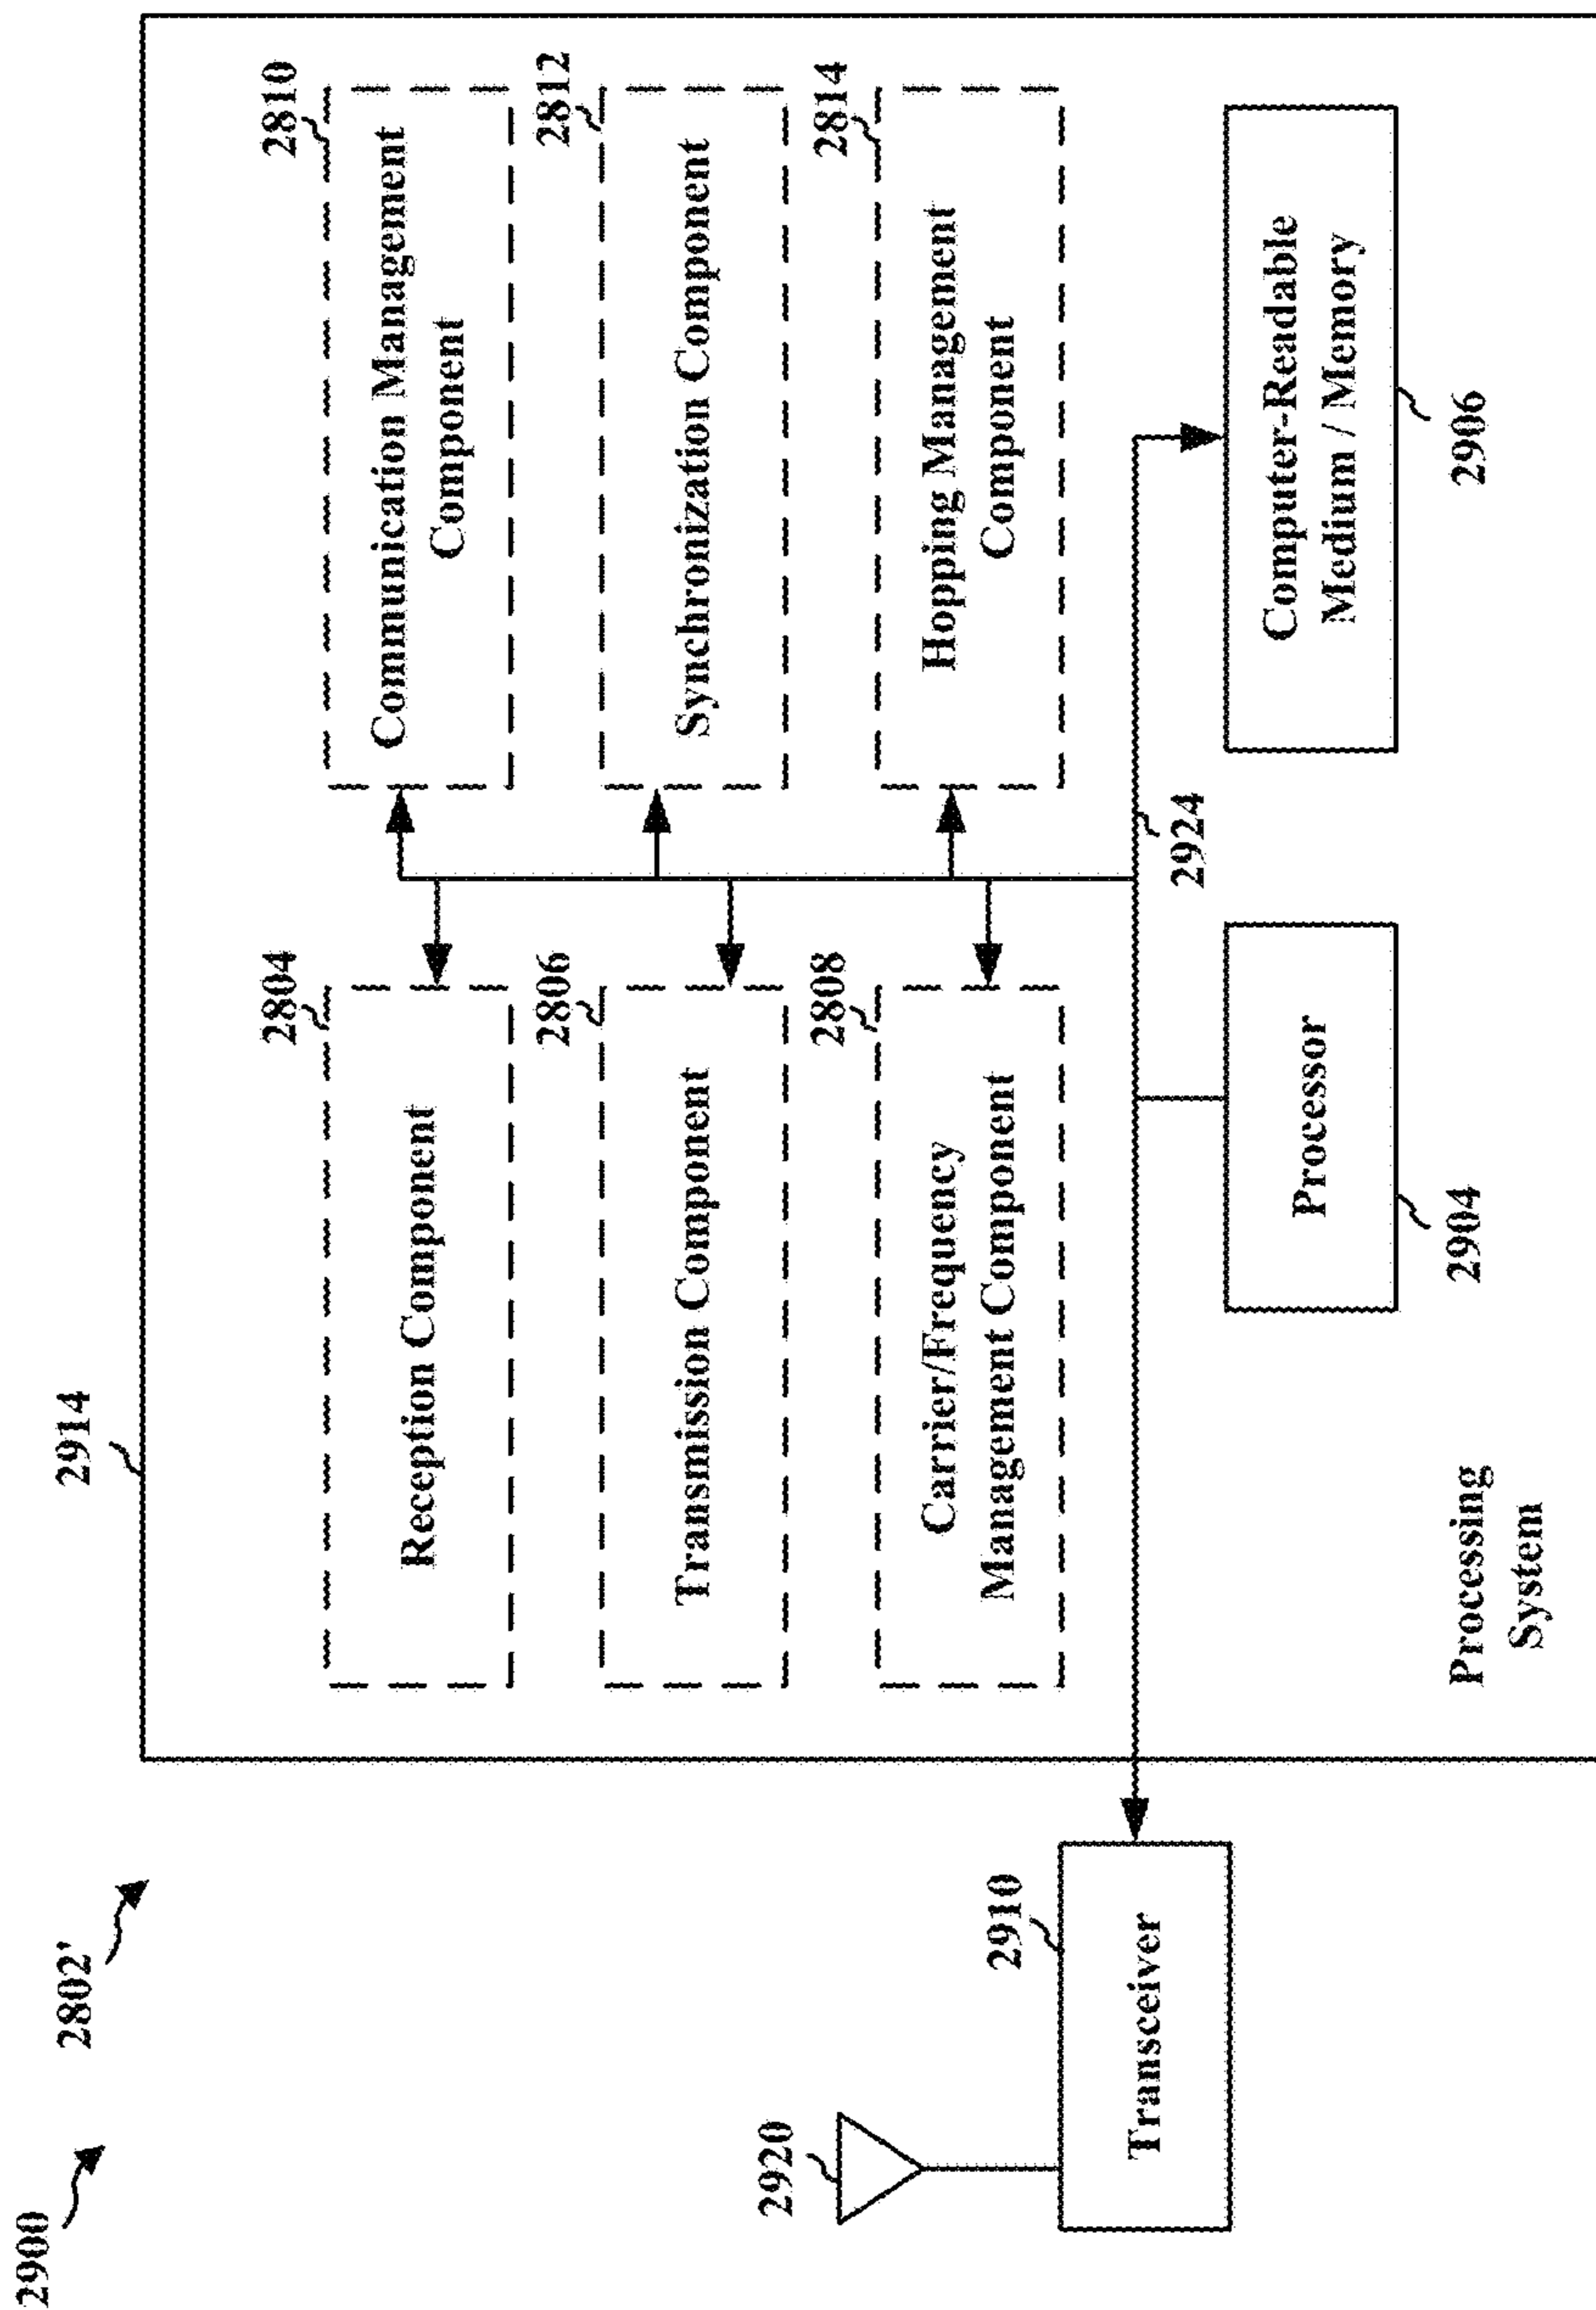 2900
2802'
2914
2804
Reception Component
2806
Transmission Component
2808
Carrier/Frequency
Management Component
2810
Communication Management
Component
2812
Synchronization Component
2814
Hopping Management
Component
2924
2920
2910
Transceiver
Processor
2904
Computer-Readable
Medium / Memory
2906
Processing
System